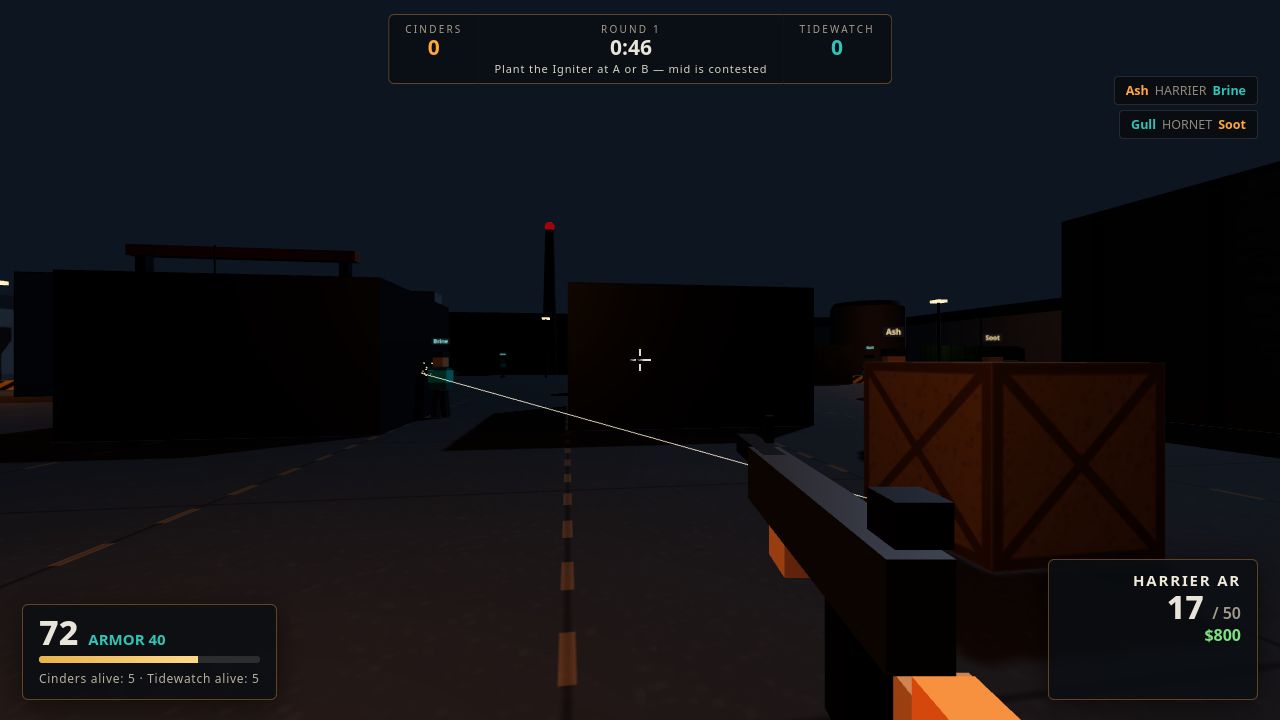 CINDERS
0
ROUND 1
0:46
Plant the Igniter at A or B — mid is contested
TIDEWATCH
0
Ash HARRIER Brine
Gull HORNET Soot
Brine
Ash
Soot
72 ARMOR 40
Cinders alive: 5 · Tidewatch alive: 5
HARRIER AR
17 / 50
$800